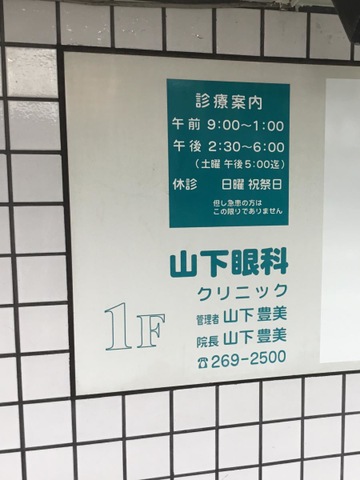 診療案内
午前 9:00〜1:00
午後 2:30〜6:00
(土曜 午後5:00迄)
休診 日曜 祝祭日
但し急患の方は
この限りでありません
山下眼科
クリニック
管理者 山下豊美
院長 山下豊美
☎269-2500
1F